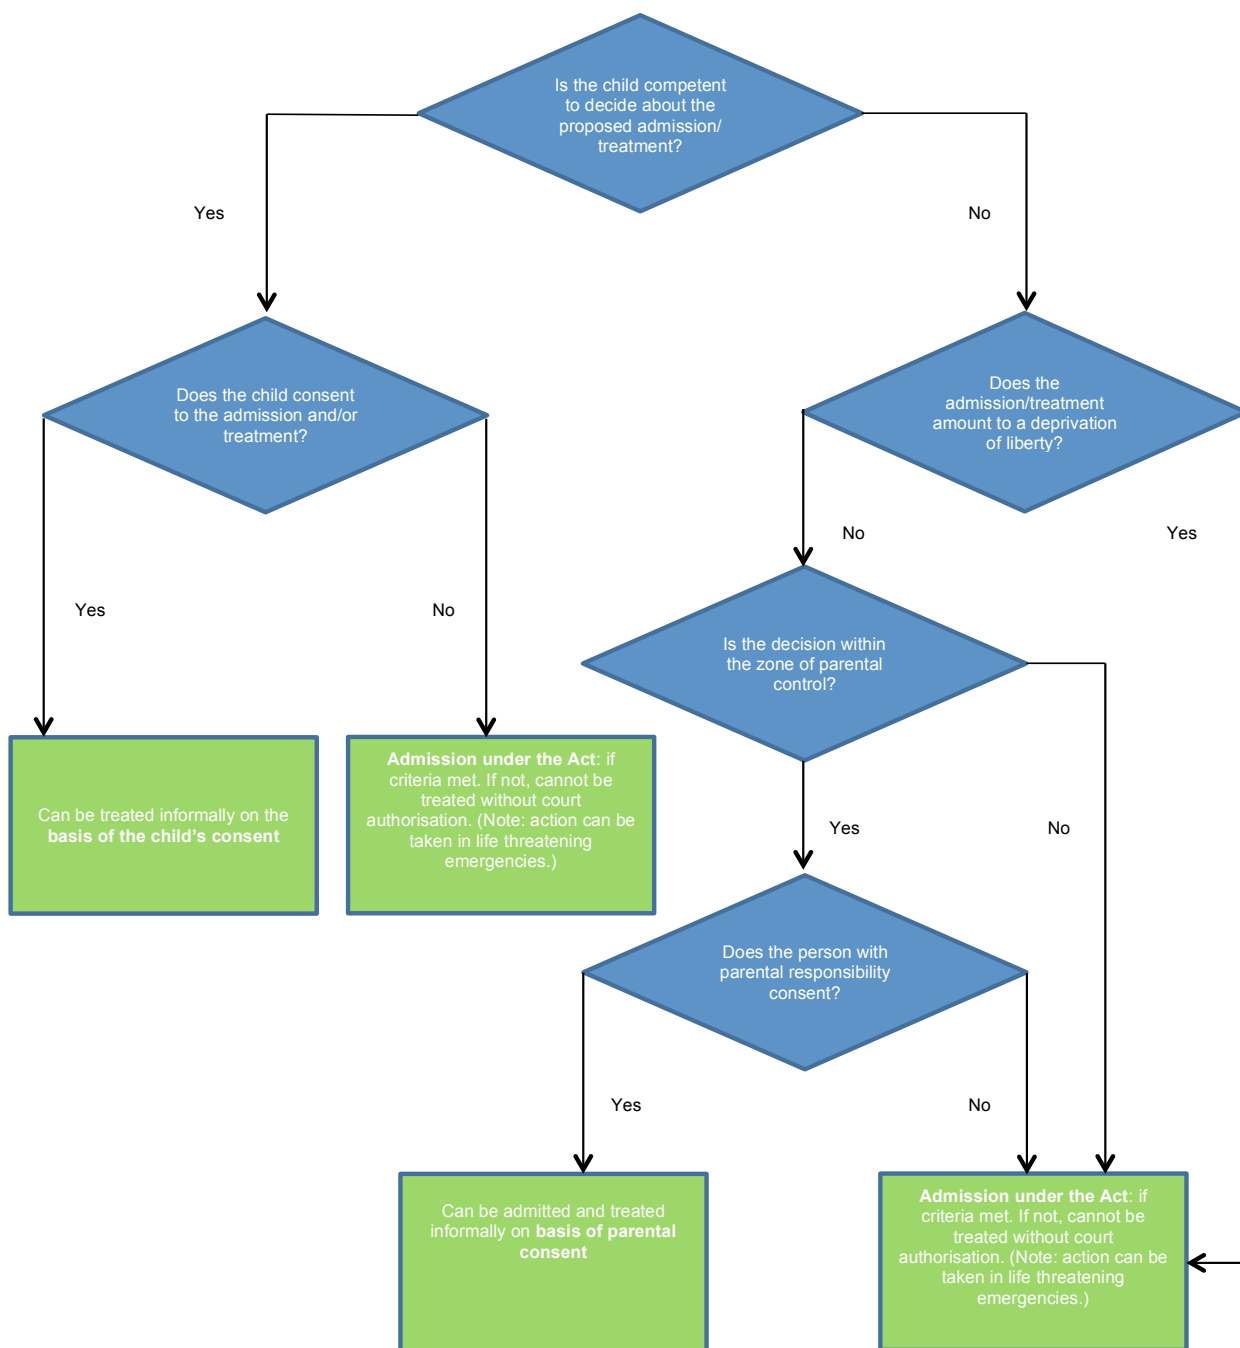 Is the child competent
to decide about the
proposed admission/
treatment?
Yes
No
Does the child consent
to the admission and/or
treatment?
Does the
admission/treatment
amount to a deprivation
of liberty?
No
Yes
Yes
No
Is the decision within
the zone of parental
control?
Can be treated informally on the
basis of the child's consent
Admission under the Act: if
criteria met. If not, cannot be
treated without court
authorisation. (Note: action can be
taken in life threatening
emergencies.)
Yes
No
Does the person with
parental responsibility
consent?
Yes
No
Can be admitted and treated
informally on basis of parental
consent
Admission under the Act: if
criteria met. If not, cannot be
treated without court
authorisation. (Note: action can be
taken in life threatening
emergencies.)